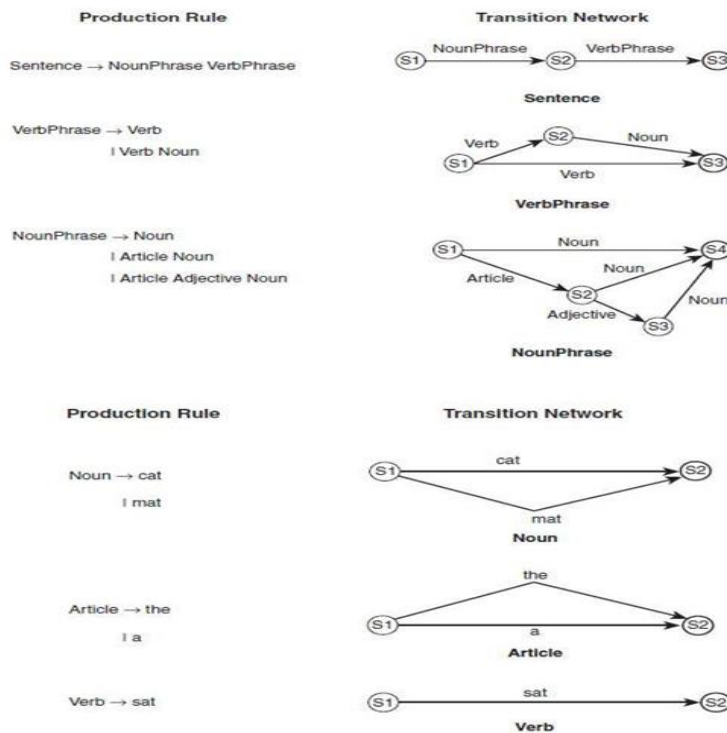 Production Rule Transition Network
Sentence → NounPhrase VerbPhrase
S1 NounPhrase S2 VerbPhrase S3
Sentence
VerbPhrase → Verb
| Verb Noun
S1 Verb S2 Noun S3
Verb
VerbPhrase
NounPhrase → Noun
| Article Noun
| Article Adjective Noun
S1 Noun S4
Article S2 Noun
Adjective S3 Noun
NounPhrase
Production Rule Transition Network
Noun → cat
| mat
S1 cat S2
mat
Noun
Article → the
| a
the
S1 a S2
Article
Verb → sat
S1 sat S2
Verb